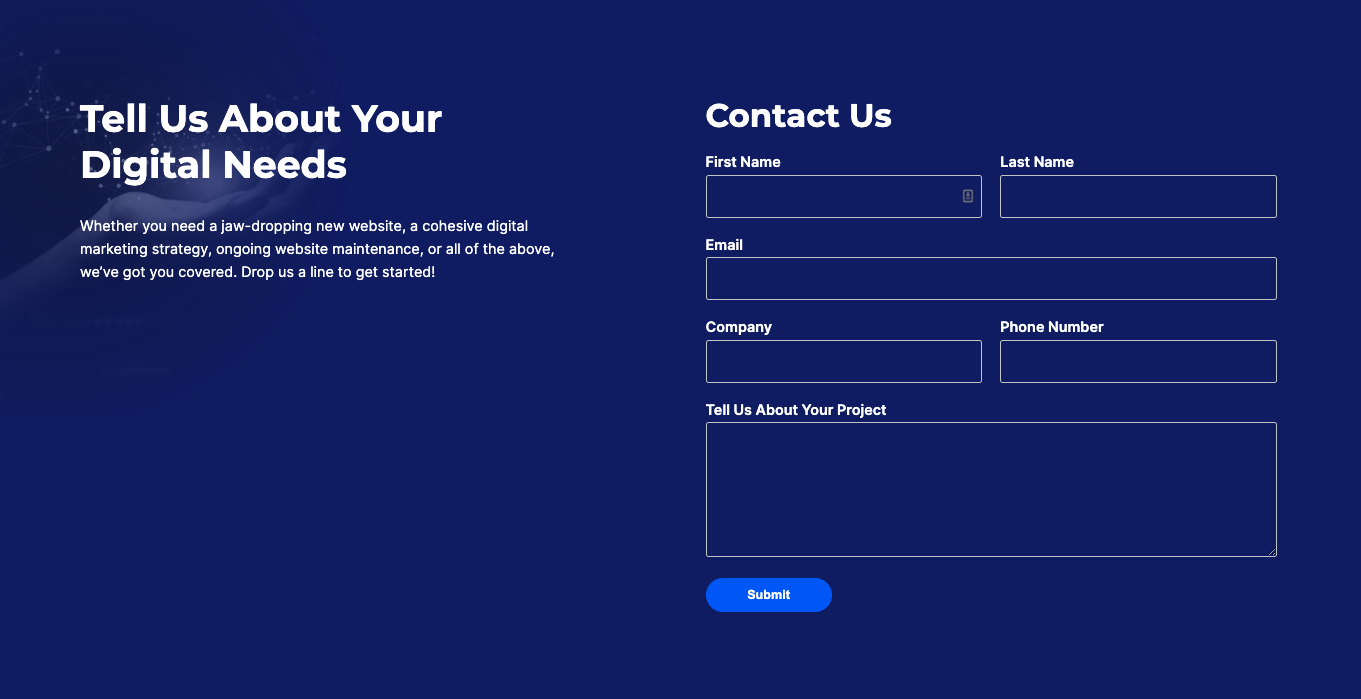 Tell Us About Your
Digital Needs
Whether you need a jaw-dropping new website, a cohesive digital
marketing strategy, ongoing website maintenance, or all of the above,
we’ve got you covered. Drop us a line to get started!
Contact Us
First Name
Last Name
Email
Company
Phone Number
Tell Us About Your Project
Submit